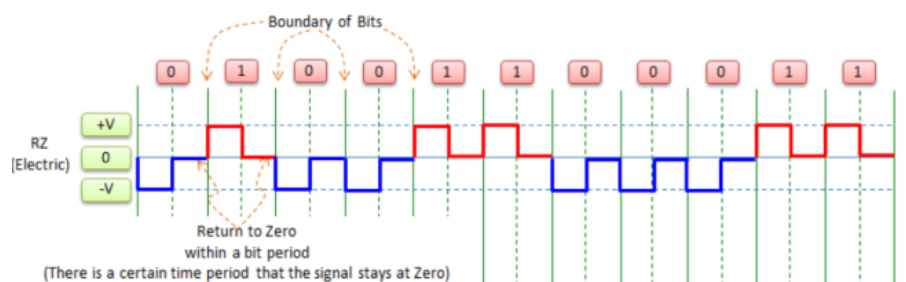 Boundary of Bits
0 1 0 0 1 1 0 0 0 1 1
+V
RZ
(Electric)
0
-V
Return to Zero
within a bit period
(There is a certain time period that the signal stays at Zero)